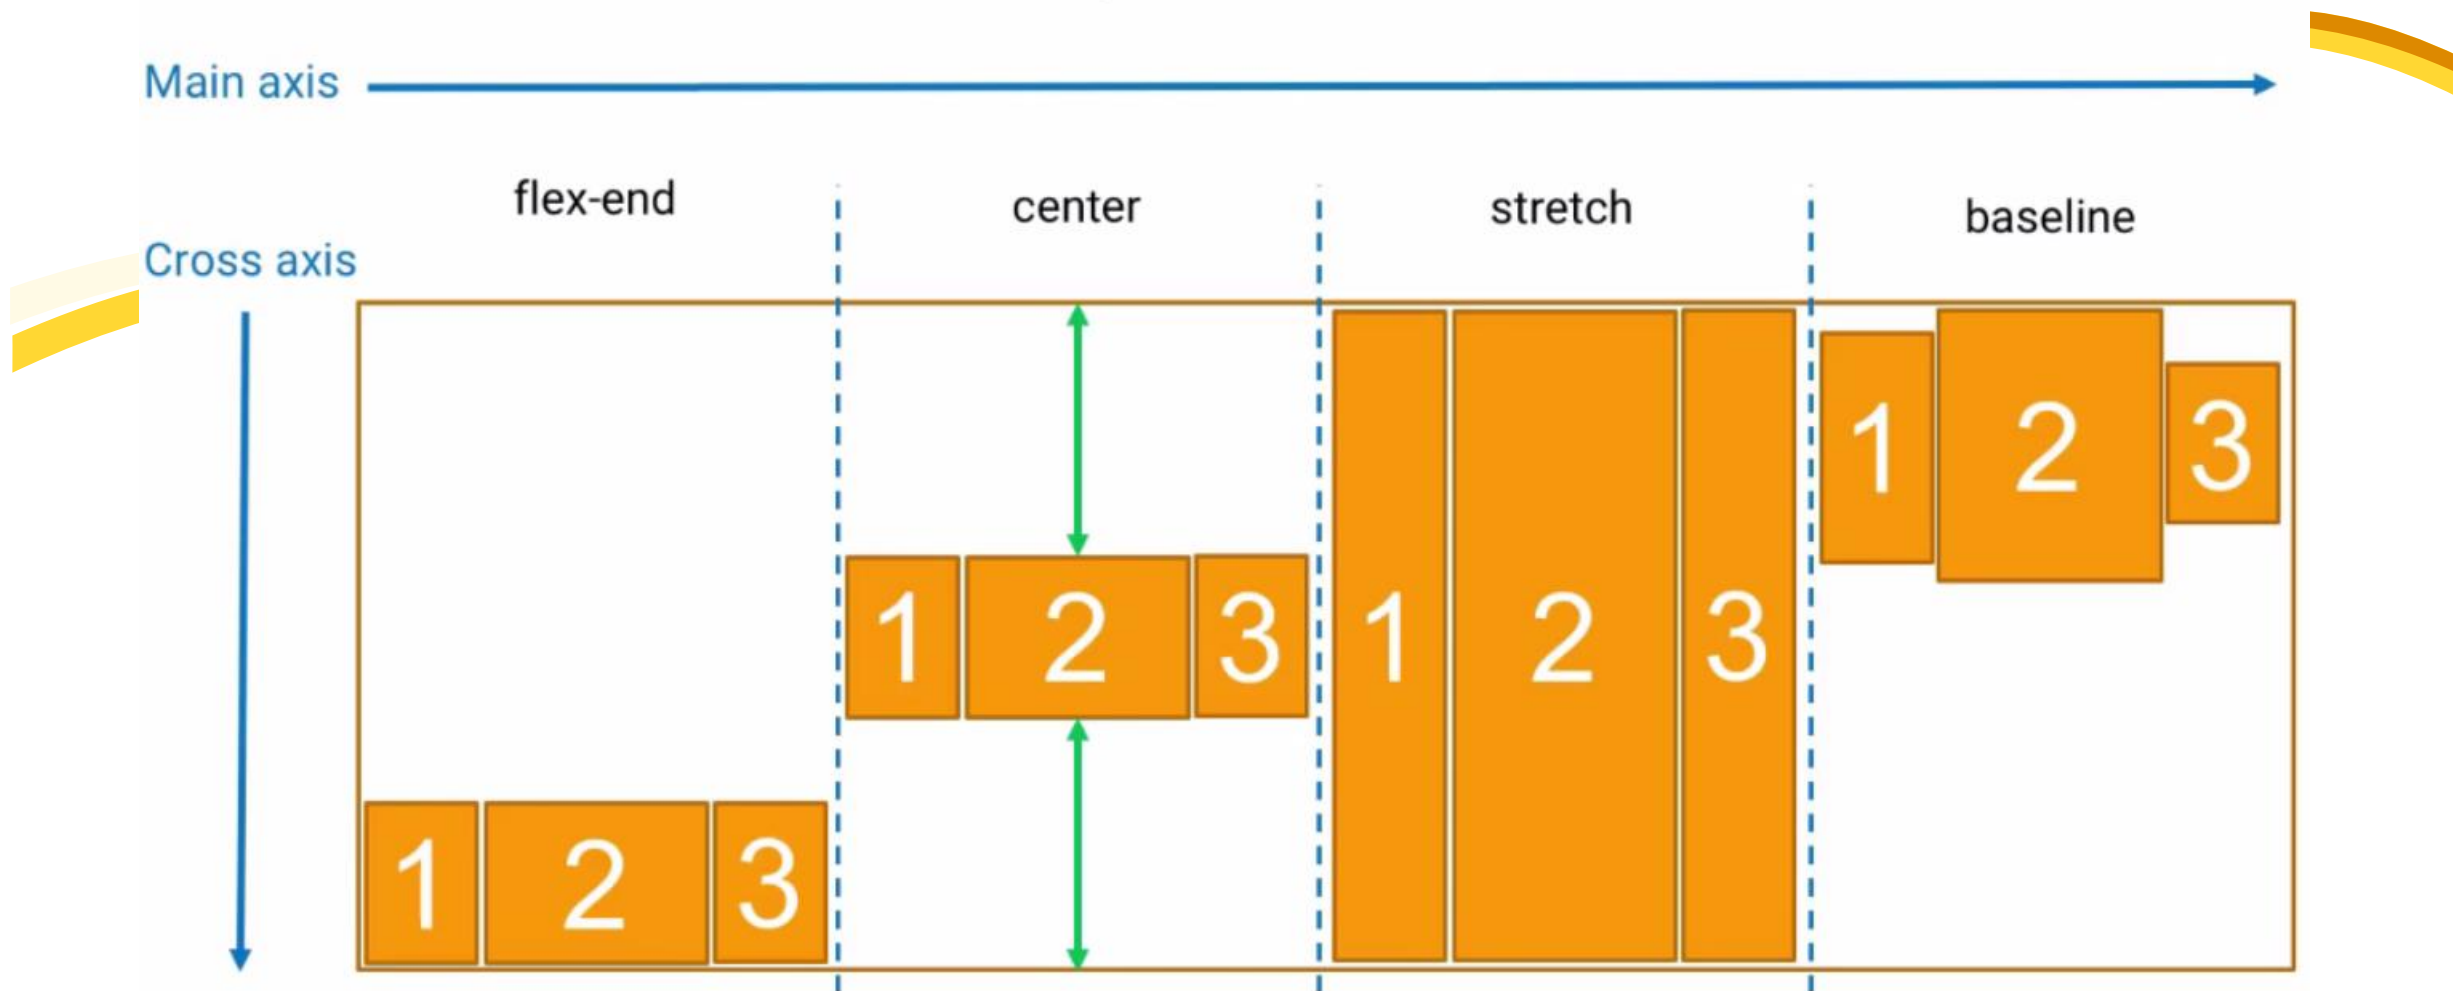 Main axis
flex-end
center
stretch
baseline
Cross axis
1 2 3
1 2 3
1 2 3
1 2 3